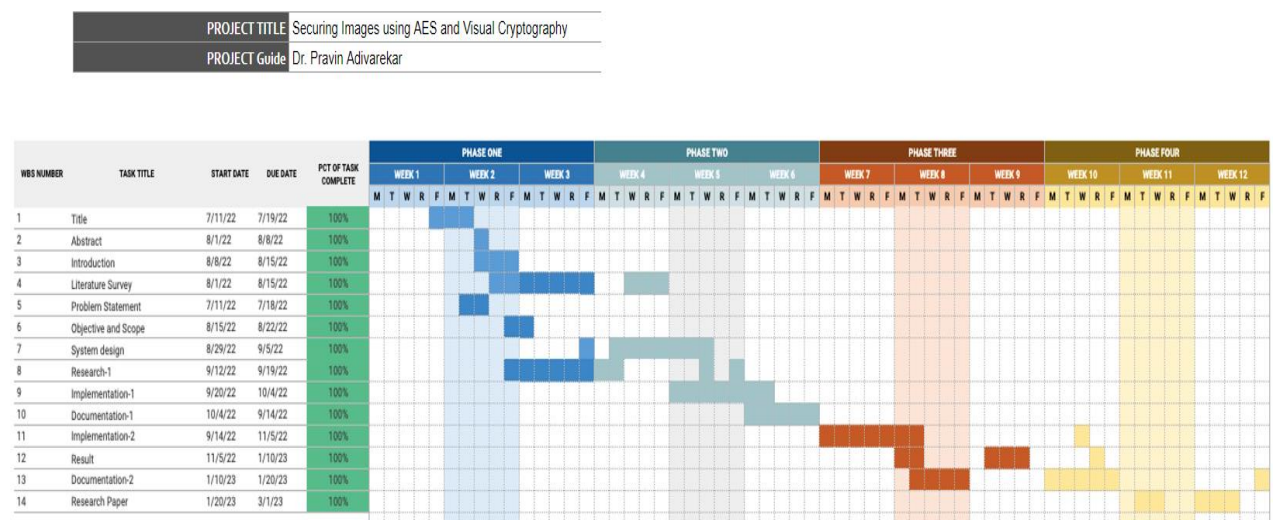 PROJECT TITLE Securing Images using AES and Visual Cryptography
PROJECT Guide Dr. Pravin Adivarekar
PHASE ONE PHASE TWO PHASE THREE PHASE FOUR
WBS NUMBER TASK TITLE START DATE DUE DATE PCT OF TASK COMPLETE WEEK 1 WEEK 2 WEEK 3 WEEK 4 WEEK 5 WEEK 6 WEEK 7 WEEK 8 WEEK 9 WEEK 10 WEEK 11 WEEK 12
M T W R F M T W R F M T W R F M T W R F M T W R F M T W R F M T W R F M T W R F M T W R F M T W R F M T W R F M T W R F
1 Title 7/11/22 7/19/22 100%
2 Abstract 8/1/22 8/8/22 100%
3 Introduction 8/8/22 8/15/22 100%
4 Literature Survey 8/1/22 8/15/22 100%
5 Problem Statement 7/11/22 7/18/22 100%
6 Objective and Scope 8/15/22 8/22/22 100%
7 System design 8/29/22 9/5/22 100%
8 Research-1 9/12/22 9/19/22 100%
9 Implementation-1 9/20/22 10/4/22 100%
10 Documentation-1 10/4/22 9/14/22 100%
11 Implementation-2 9/14/22 11/5/22 100%
12 Result 11/5/22 1/10/23 100%
13 Documentation-2 1/10/23 1/20/23 100%
14 Research Paper 1/20/23 3/1/23 100%